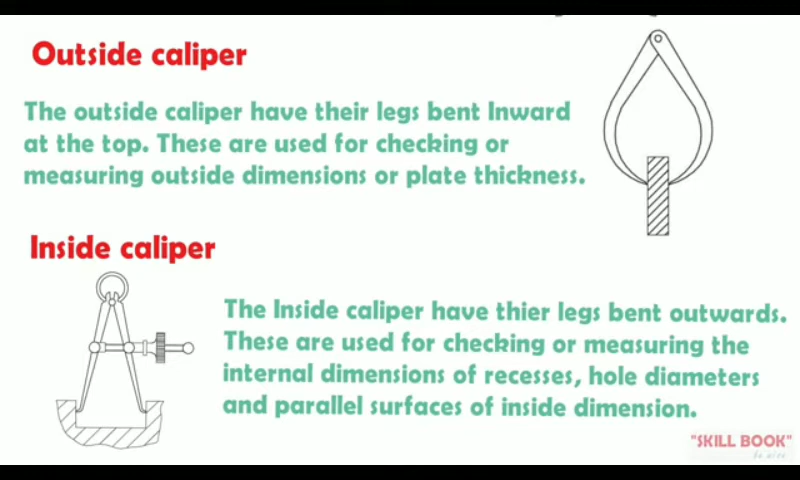 Outside caliper
The outside caliper have their legs bent Inward
at the top. These are used for checking or
measuring outside dimensions or plate thickness.
Inside caliper
The Inside caliper have thier legs bent outwards.
These are used for checking or measuring the
internal dimensions of recesses, hole diameters
and parallel surfaces of inside dimension.
"SKILL BOOK"
be wise